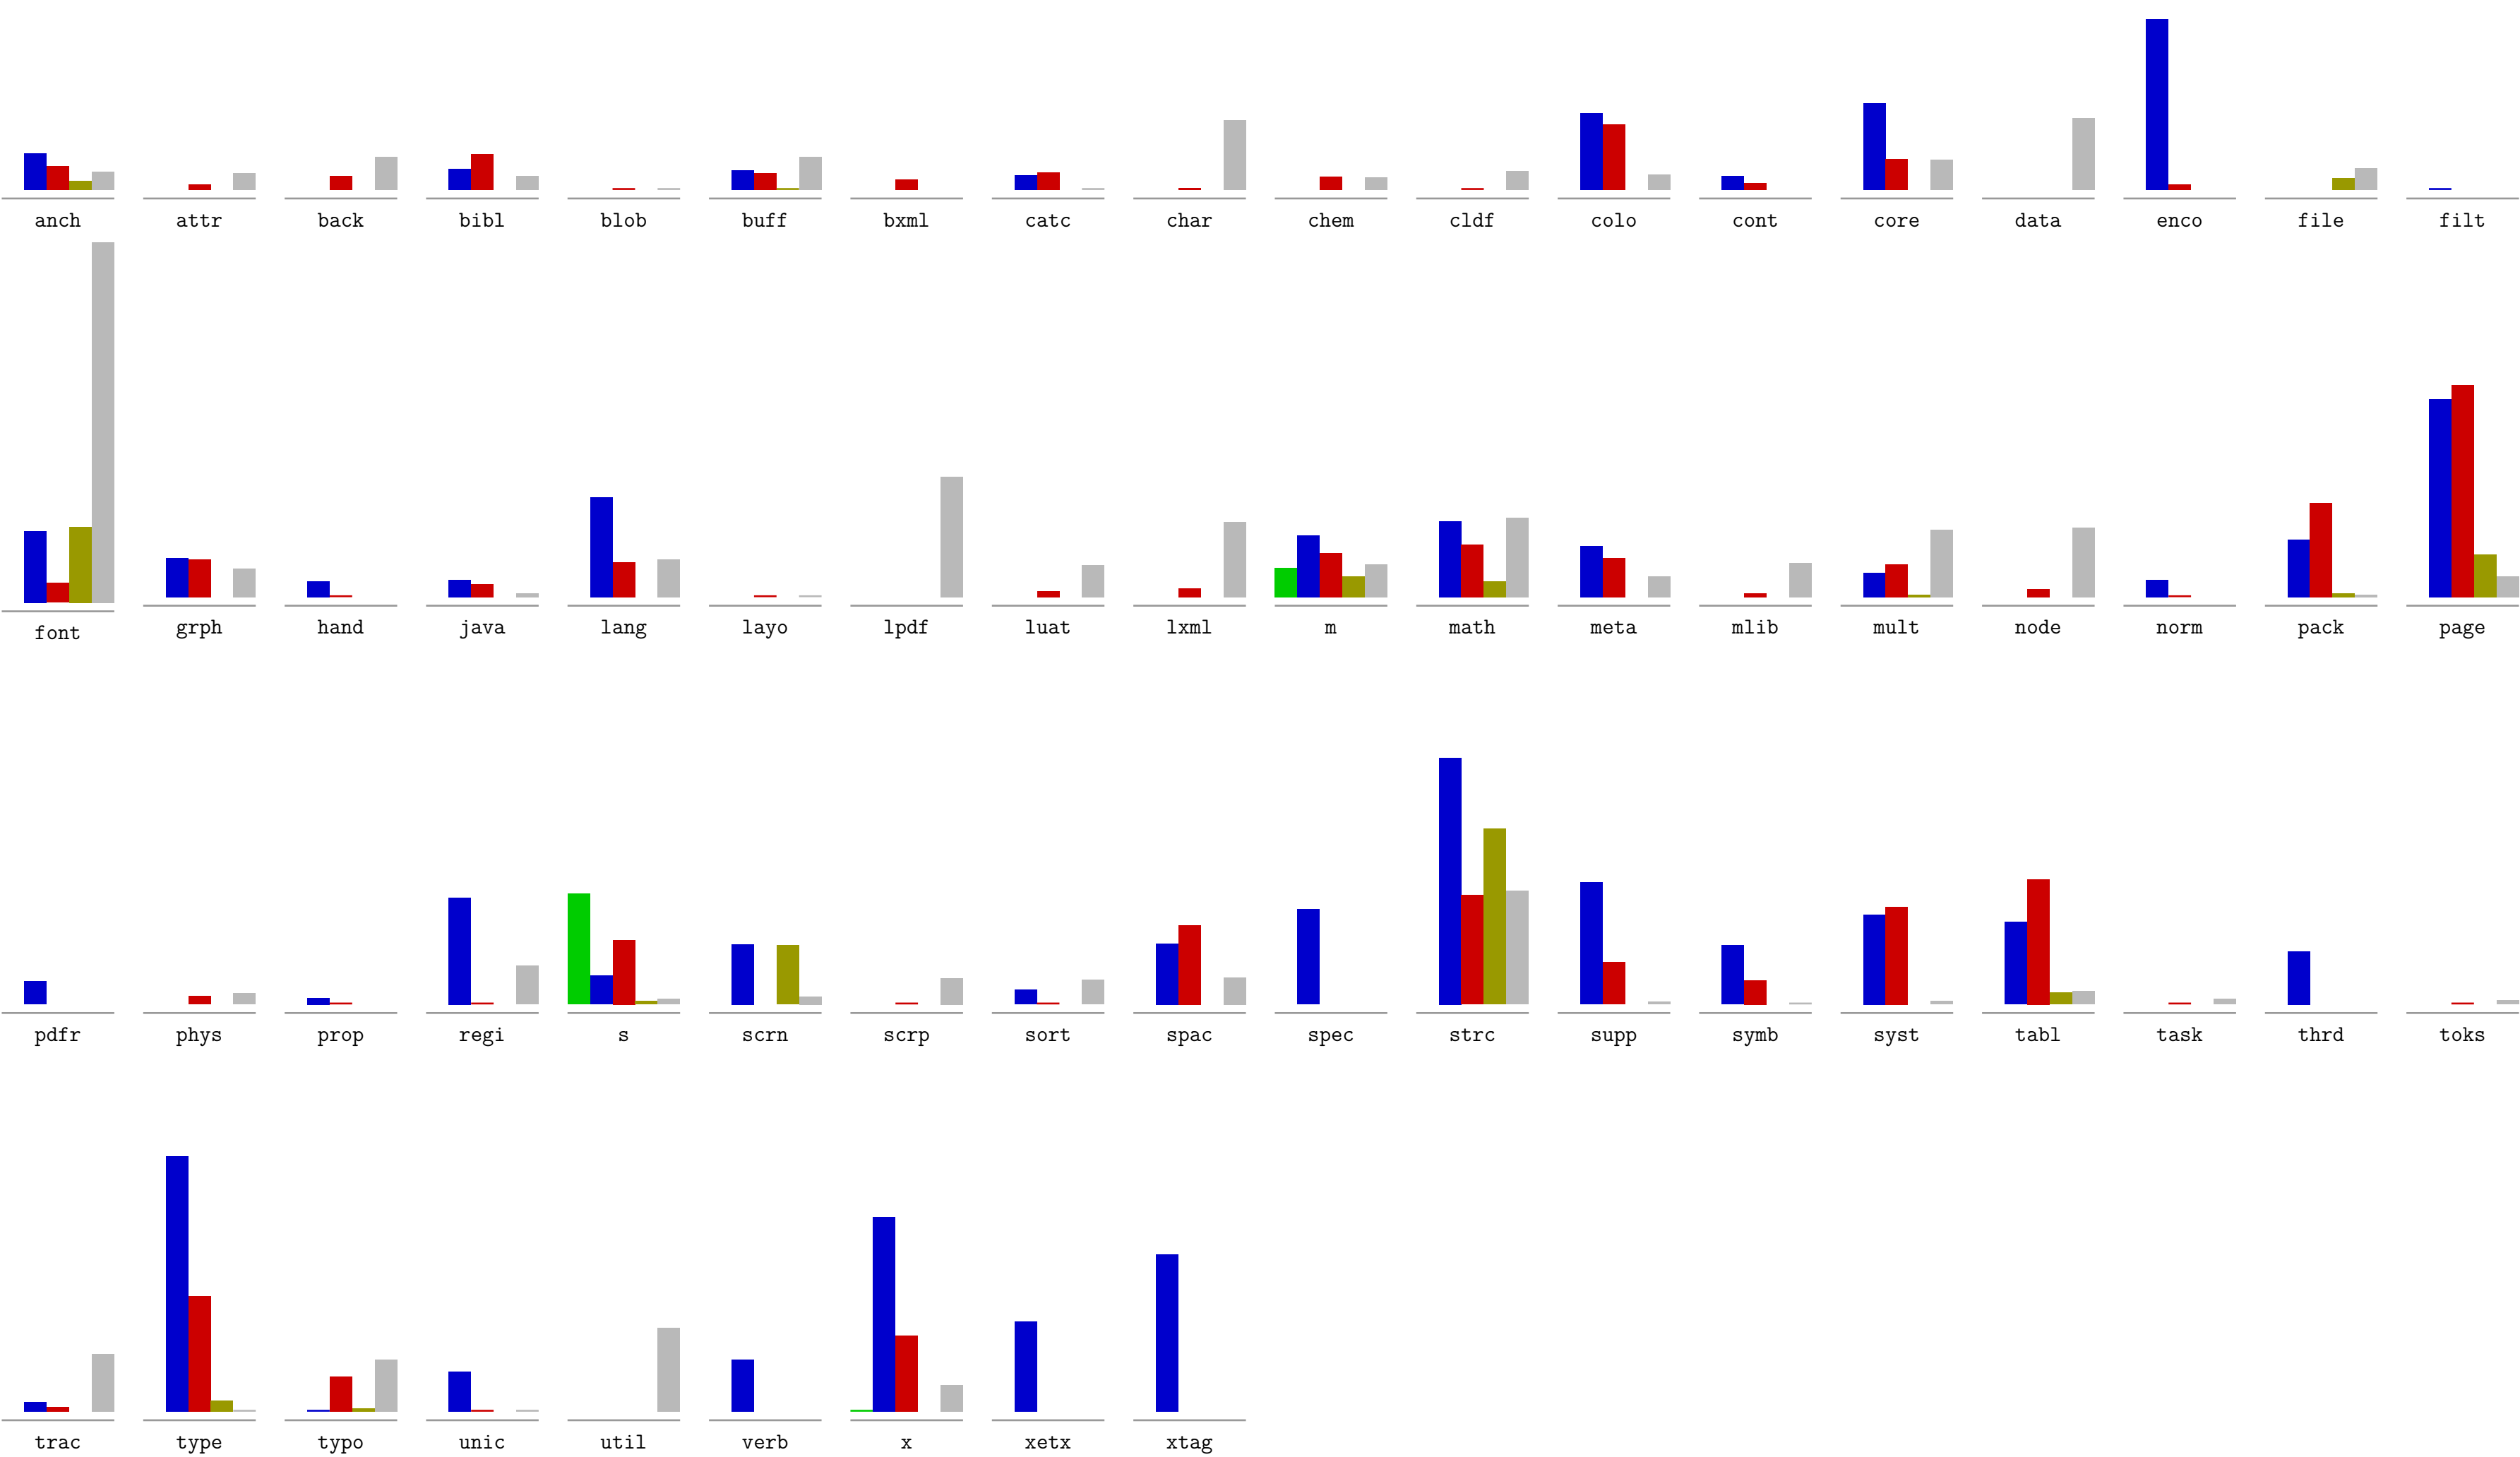 anch attr back bibl blob buff bxml catc char chem cldf colo cont core data enco file filt
font grph hand java lang layo lpdf luat lxml m math meta mlib mult node norm pack page
pdfr phys prop regi s scrn scrp sort spac spec strc supp symb syst tabl task thrd toks
trac type typo unic util verb x xetx xtag